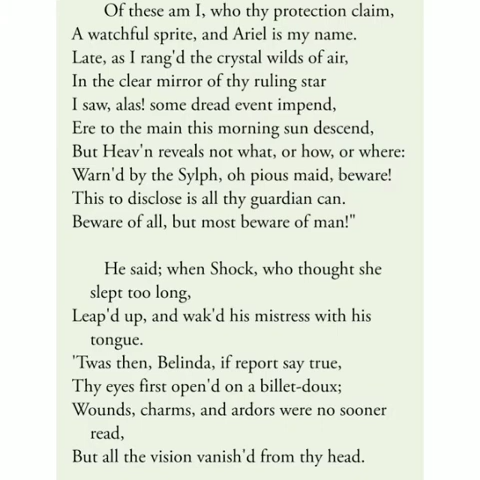 Of these am I, who thy protection claim,
A watchful sprite, and Ariel is my name.
Late, as I rang'd the crystal wilds of air,
In the clear mirror of thy ruling star
I saw, alas! some dread event impend,
Ere to the main this morning sun descend,
But Heav'n reveals not what, or how, or where:
Warn'd by the Sylph, oh pious maid, beware!
This to disclose is all thy guardian can.
Beware of all, but most beware of man!"
He said; when Shock, who thought she
slept too long,
Leap'd up, and wak'd his mistress with his
tongue.
'Twas then, Belinda, if report say true,
Thy eyes first open'd on a billet-doux;
Wounds, charms, and ardors were no sooner
read,
But all the vision vanish'd from thy head.